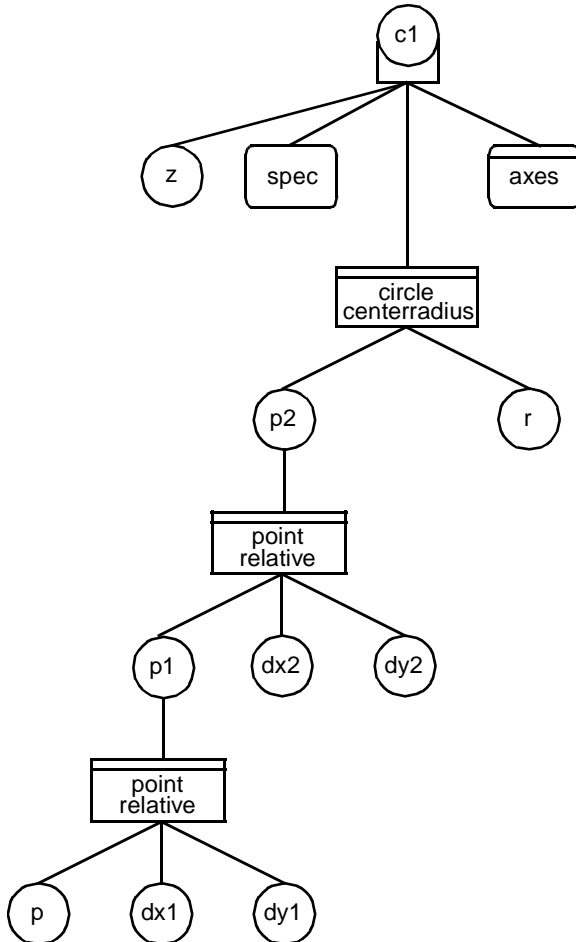 c1
z
spec
axes
circle
centerradius
p2
r
point
relative
p1
dx2
dy2
point
relative
p
dx1
dy1